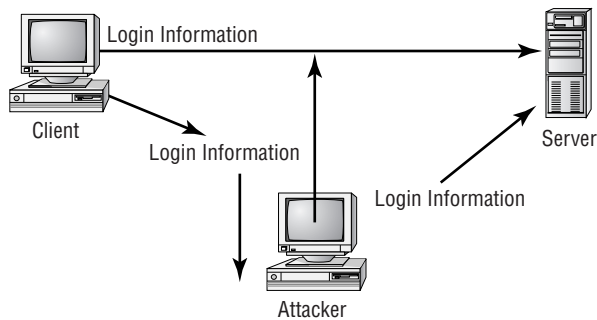 Login Information
Client
Server
Login Information
Login Information
Attacker